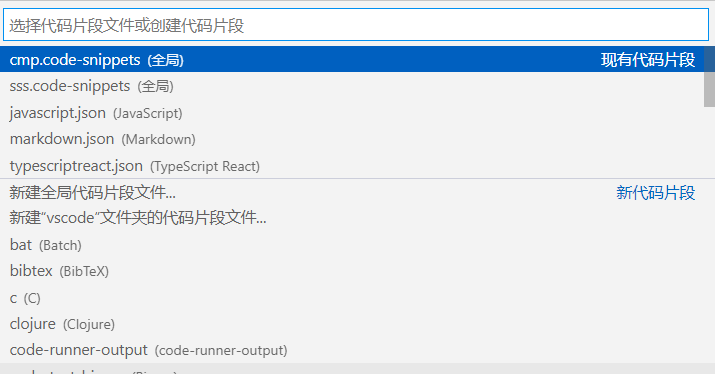 选择代码片段文件或创建代码片段
cmp.code-snippets (全局) 现有代码片段
sss.code-snippets (全局)
javascript.json (JavaScript)
markdown.json (Markdown)
typescriptreact.json (TypeScript React)
新建全局代码片段文件... 新代码片段
新建“vscode”文件夹的代码片段文件...
bat (Batch)
bibtex (BibTeX)
c (C)
clojure (Clojure)
code-runner-output (code-runner-output)